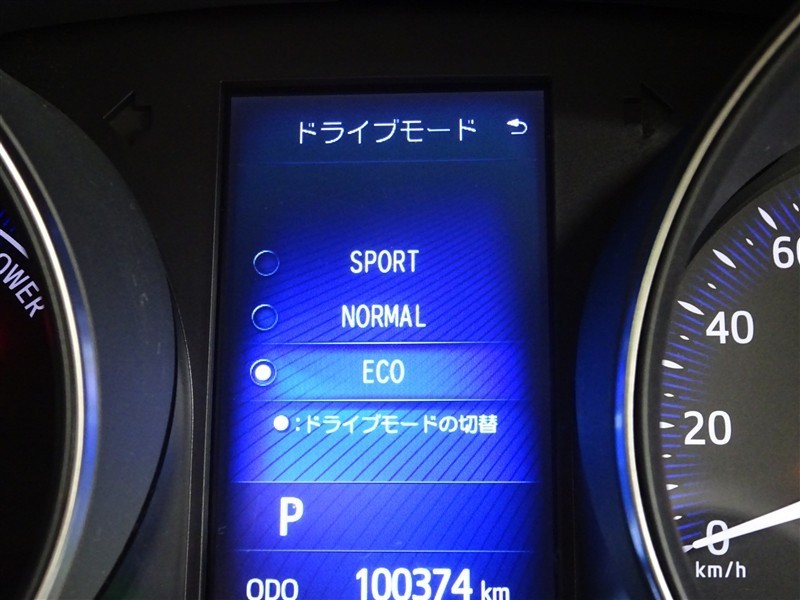 ドライブモード
SPORT
NORMAL
ECO
●:ドライブモードの切替
P
ODO 100374 km
POWER
60
40
20
0
km/h